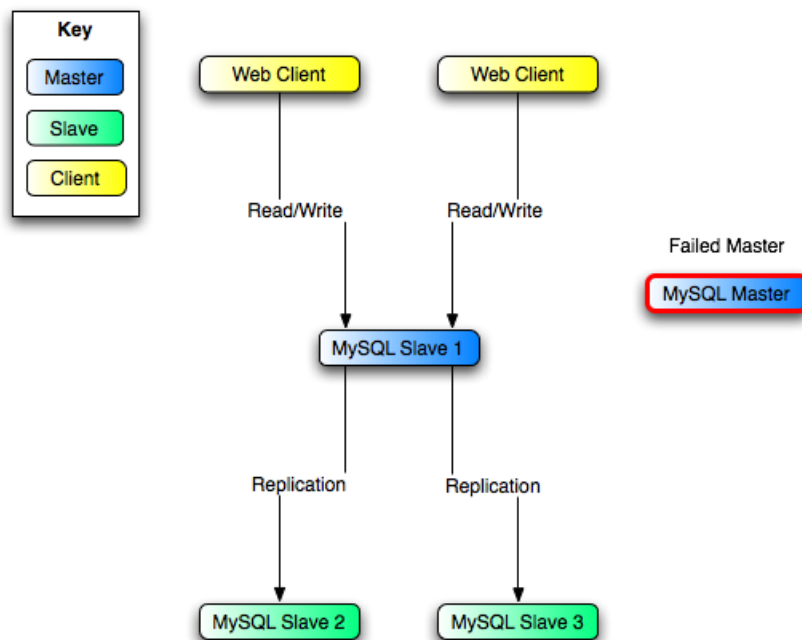 Key
Master
Slave
Client
Web Client
Web Client
Read/Write
Read/Write
Failed Master
MySQL Master
MySQL Slave 1
Replication
Replication
MySQL Slave 2
MySQL Slave 3